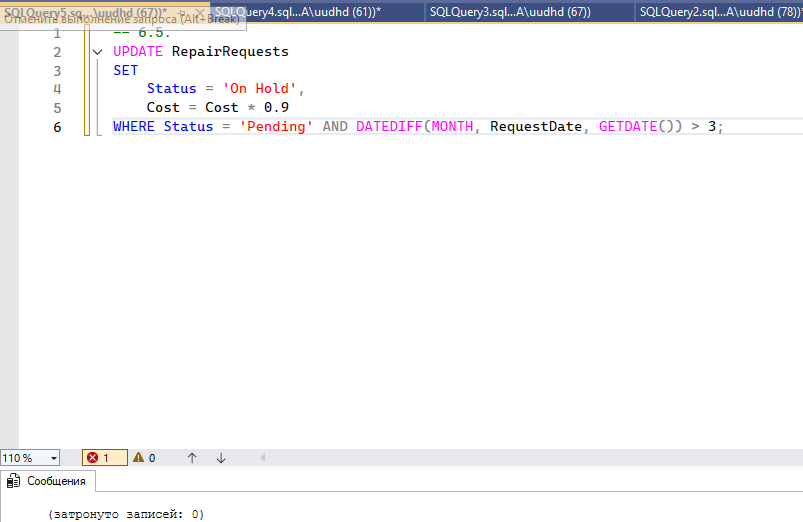 SQLQuery5.sq...\uudhd (67))*
SQLQuery4.sql...A\uudhd (61))*
SQLQuery3.sql...A\uudhd (67))
SQLQuery2.sql...A\uudhd (78))*
Отменить выполнение запроса (Alt+Break)
1 -- 6.5.
2 UPDATE RepairRequests
3 SET
4 Status = 'On Hold',
5 Cost = Cost * 0.9
6 WHERE Status = 'Pending' AND DATEDIFF(MONTH, RequestDate, GETDATE()) > 3;
110 % 1 0
Сообщения
(затронуто записей: 0)